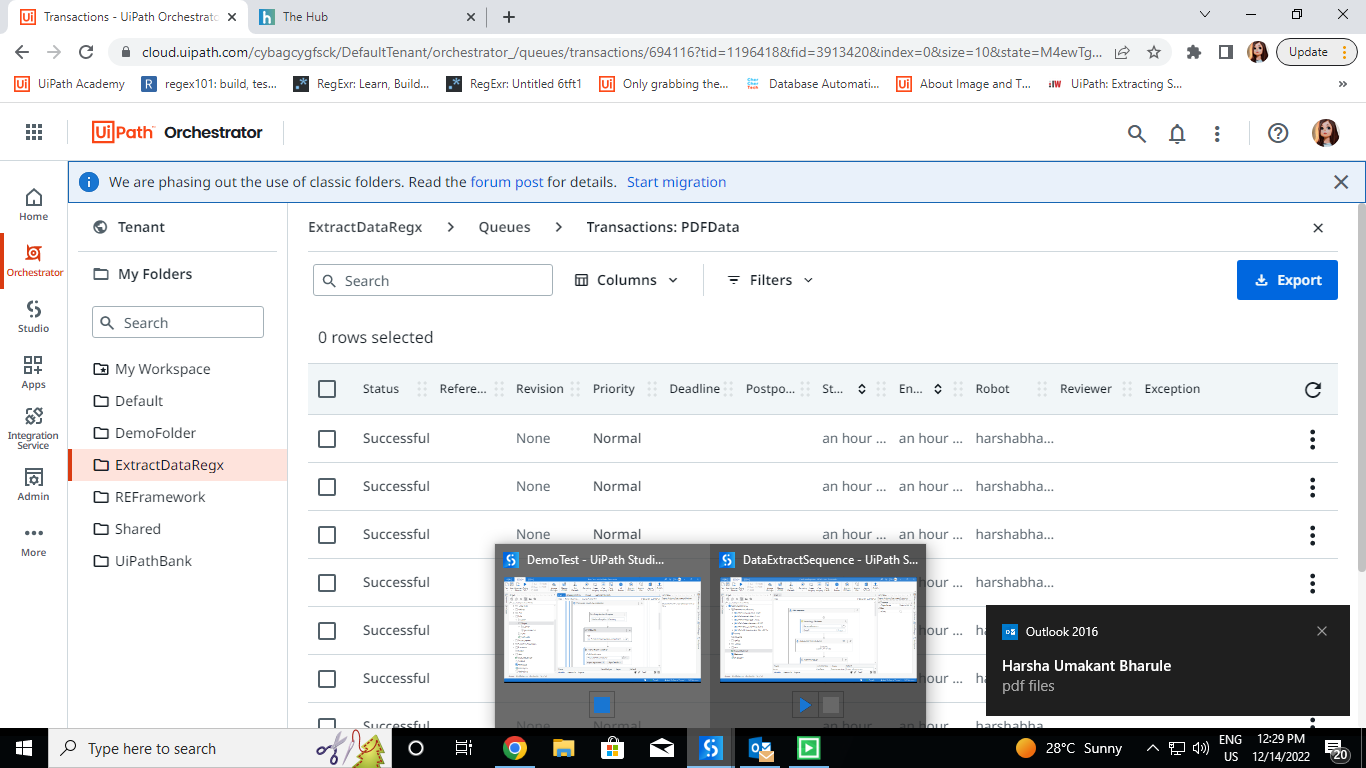 Transactions - UiPath Orchestrato
The Hub
cloud.uipath.com/cybagcygfsck/DefaultTenant/orchestrator_/queues/transactions/694116?tid=1196418&fid=3913420&index=0&size=10&state=M4ewTg...
Update
UiPath Academy
regex101: build, tes...
RegExr: Learn, Build...
RegExr: Untitled 6tft1
Only grabbing the...
Database Automati...
About Image and T...
UiPath: Extracting S...
UiPath Orchestrator
We are phasing out the use of classic folders. Read the forum post for details. Start migration
Home
Orchestrator
Studio
Apps
Integration
Service
Admin
More
Tenant
My Folders
Search
My Workspace
Default
DemoFolder
ExtractDataRegx
REFramework
Shared
UiPathBank
ExtractDataRegx > Queues > Transactions: PDFData
Search
Columns
Filters
Export
0 rows selected
Status Refere... Revision Priority Deadline Postpo... St... En... Robot Reviewer Exception
Successful None Normal an hour ... an hour ... harshabha...
Successful None Normal an hour ... an hour ... harshabha...
Successful None Normal an hour ... an hour ... harshabha...
Successful an hour ... harshabha...
Successful an hour ...
Successful an hour ...
Successful None Normal an hour ...
DemoTest - UiPath Studi...
DataExtractSequence - UiPath S...
Outlook 2016
Harsha Umakant Bharule
pdf files
Type here to search
28°C Sunny
ENG
US
12:29 PM
12/14/2022
20